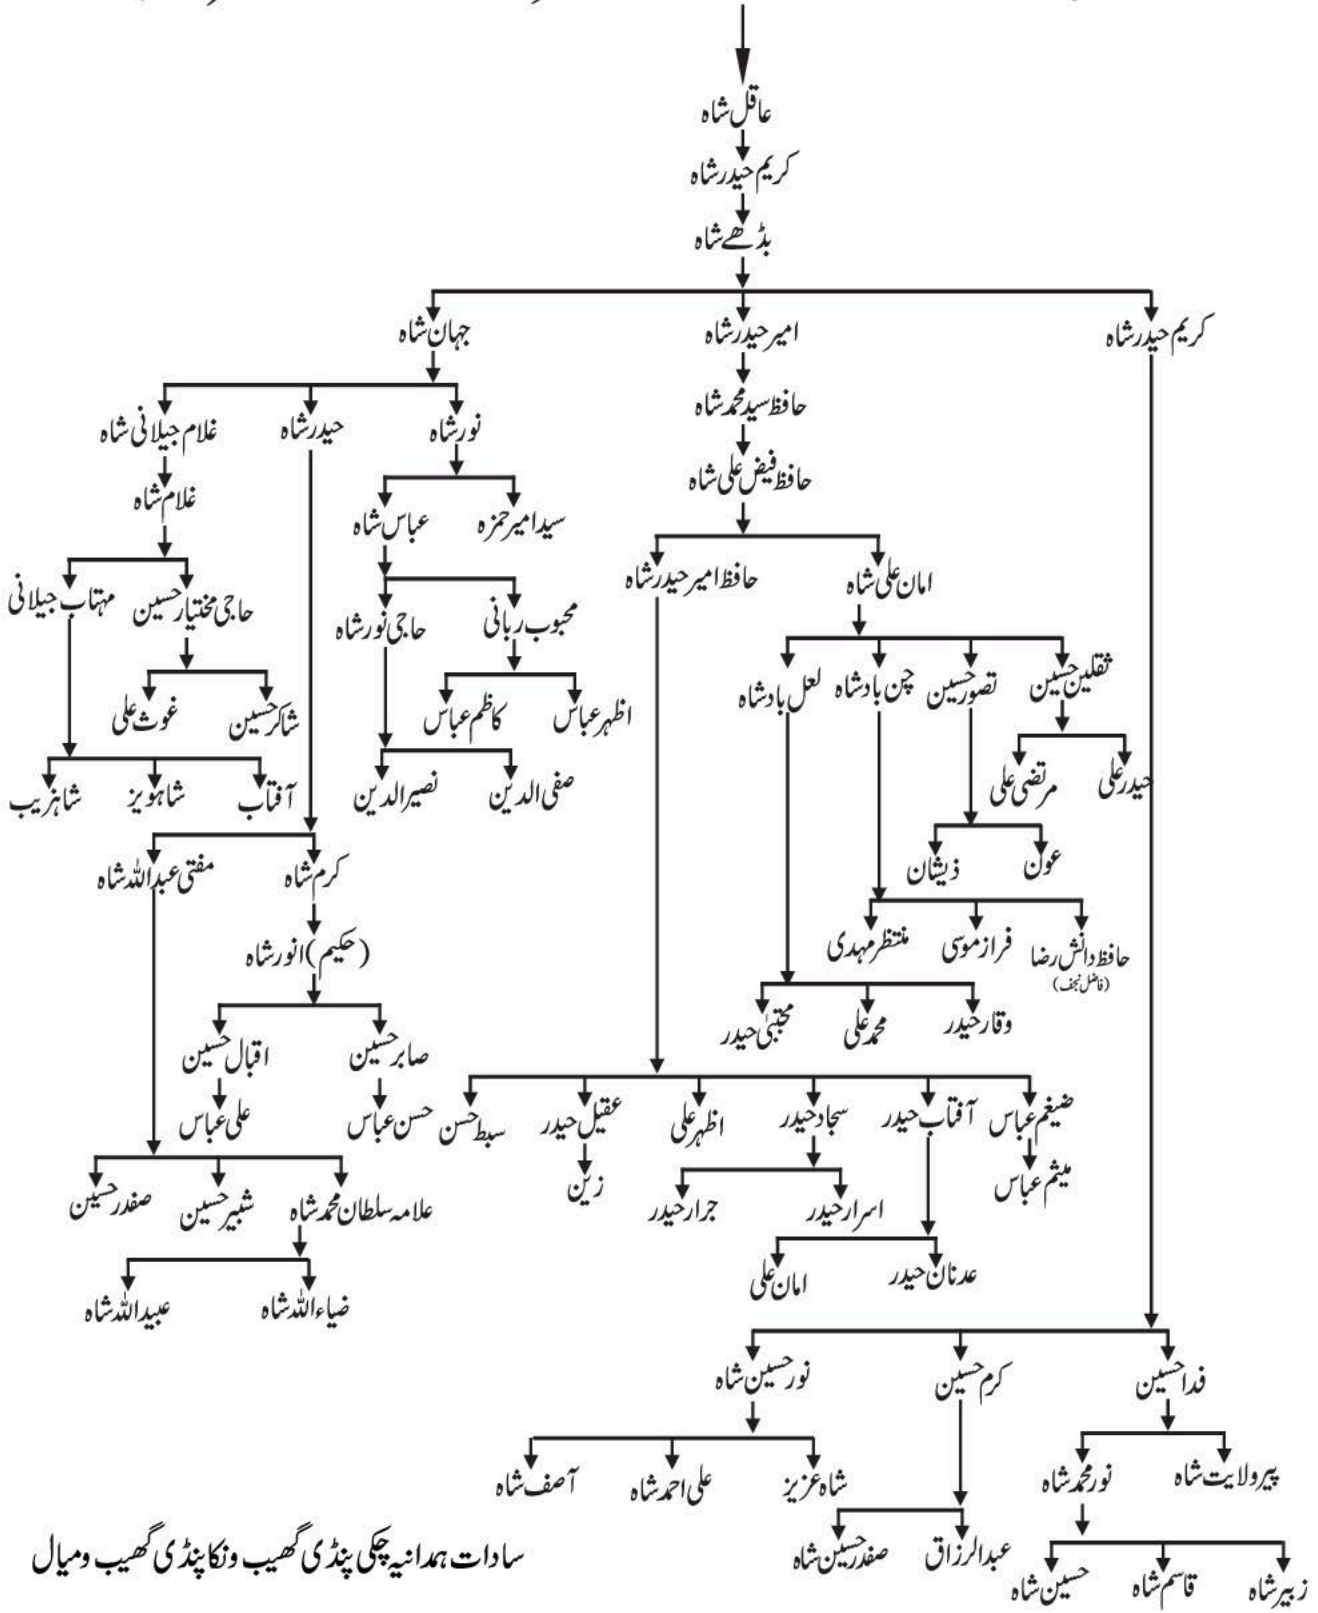 عاقل شاہ
کریم حیدر شاہ
بڈھے شاہ
کریم حیدر شاہ
امیر حیدر شاہ
جہان شاہ
حافظ سید محمد شاہ
نور شاہ
حیدر شاہ
غلام جیلانی شاہ
حافظ فیض علی شاہ
غلام شاہ
سید امیر حمزہ
عباس شاہ
امان علی شاہ
حافظ امیر حیدر شاہ
محبوب ربانی
حاجی نور شاہ
حاجی مختیار حسین
مہتاب جیلانی
ثقلین حسین
تصور حسین
چن بادشاہ
لعل بادشاہ
اظہر عباس
کاظم عباس
شاکر حسین
غوث علی
حیدر علی
مرتضی علی
صفی الدین
نصیر الدین
آفتاب
شاہویز
شاہزیب
عون
ذیشان
کرم شاہ
مفتی عبداللہ شاہ
حافظ دانش رضا
(فاضل نجف)
فراز موسی
منتظر مہدی
(حکیم) انور شاہ
وقار حیدر
محمد علی
مجتبیٰ حیدر
صابر حسین
اقبال حسین
ضیغم عباس
آفتاب حیدر
سجاد حیدر
اظہر علی
عقیل حیدر
سبط حسن
حسن عباس
علی عباس
میثم عباس
زین
اسرار حیدر
جرار حیدر
علامہ سلطان محمد شاہ
شبیر حسین
صفدر حسین
عدنان حیدر
امان علی
ضیاء اللہ شاہ
عبید اللہ شاہ
فدا حسین
کرم حسین
نور حسین شاہ
پیر ولایت شاہ
نور محمد شاہ
شاہ عزیز
علی احمد شاہ
آصف شاہ
عبدالرزاق
صفدر حسین شاہ
زبیر شاہ
قاسم شاہ
حسین شاہ
سادات ہمدانیہ چکی پنڈی گھیب ونکا پنڈی گھیب ومیال